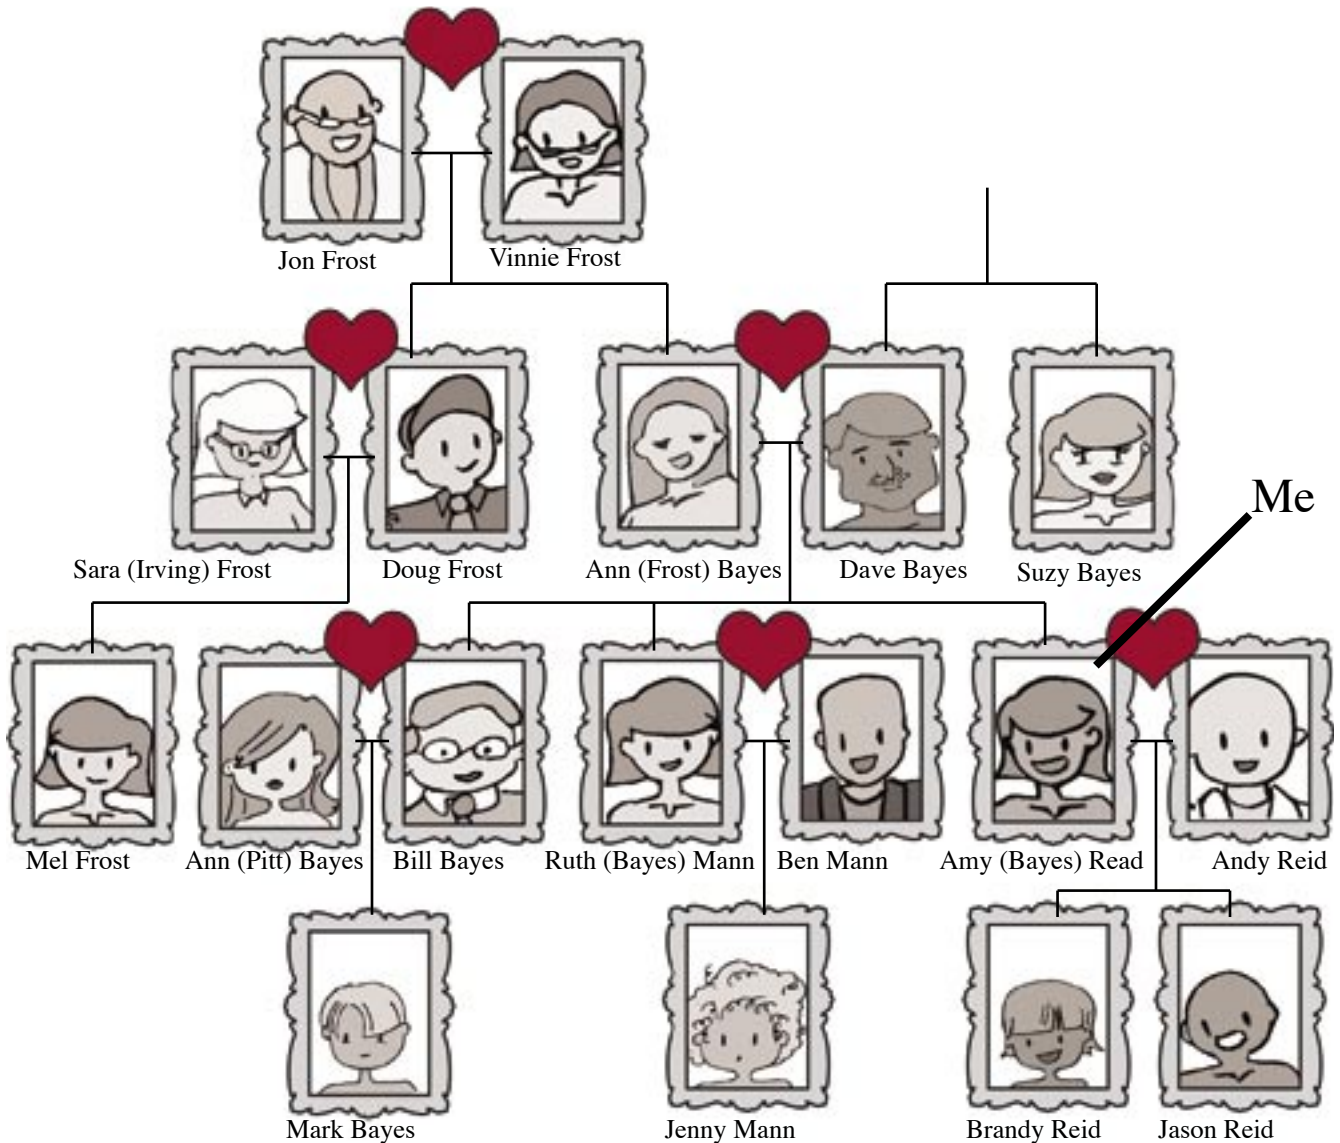 Jon Frost
Vinnie Frost
Me
Sara (Irving) Frost
Doug Frost
Ann (Frost) Bayes
Dave Bayes
Suzy Bayes
Mel Frost
Ann (Pitt) Bayes
Bill Bayes
Ruth (Bayes) Mann
Ben Mann
Amy (Bayes) Read
Andy Reid
Mark Bayes
Jenny Mann
Brandy Reid
Jason Reid